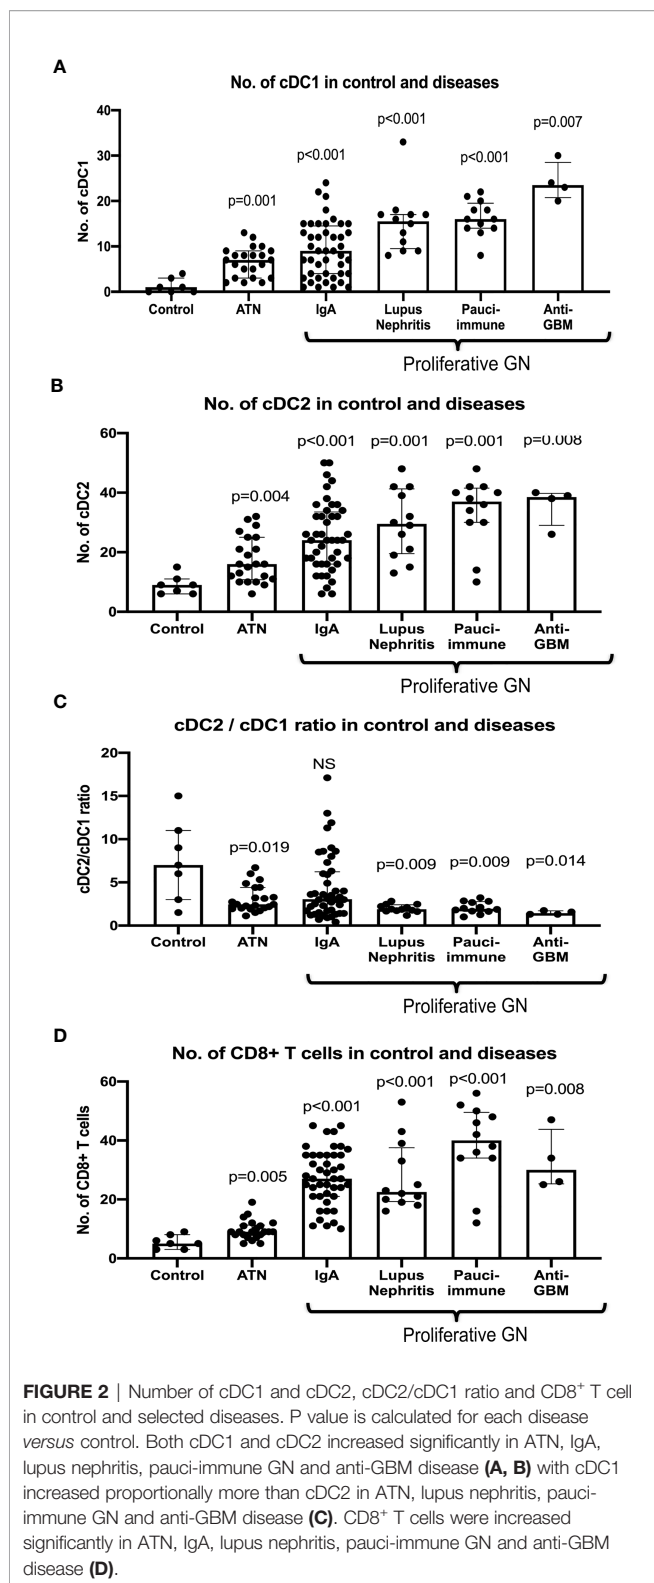 A
No. of cDC1 in control and diseases
p=0.007
p<0.001
p<0.001
p<0.001
p=0.001
No. of cDC1
40
30
20
10
0
Control ATN IgA Lupus Nephritis Pauci-immune Anti-GBM
Proliferative GN
B
No. of cDC2 in control and diseases
p<0.001 p=0.001 p=0.001 p=0.008
p=0.004
No. of cDC2
60
40
20
0
Control ATN IgA Lupus Nephritis Pauci-immune Anti-GBM
Proliferative GN
C
cDC2 / cDC1 ratio in control and diseases
NS
p=0.019 p=0.009 p=0.009 p=0.014
cDC2/cDC1 ratio
20
15
10
5
0
Control ATN IgA Lupus Nephritis Pauci-immune Anti-GBM
Proliferative GN
D
No. of CD8+ T cells in control and diseases
p<0.001 p<0.001 p<0.001 p=0.008
p=0.005
No. of CD8+ T cells
60
40
20
0
Control ATN IgA Lupus Nephritis Pauci-immune Anti-GBM
Proliferative GN
FIGURE 2 | Number of cDC1 and cDC2, cDC2/cDC1 ratio and CD8⁺ T cell
in control and selected diseases. P value is calculated for each disease
versus control. Both cDC1 and cDC2 increased significantly in ATN, IgA,
lupus nephritis, pauci-immune GN and anti-GBM disease (A, B) with cDC1
increased proportionally more than cDC2 in ATN, lupus nephritis, pauci-
immune GN and anti-GBM disease (C). CD8⁺ T cells were increased
significantly in ATN, IgA, lupus nephritis, pauci-immune GN and anti-GBM
disease (D).